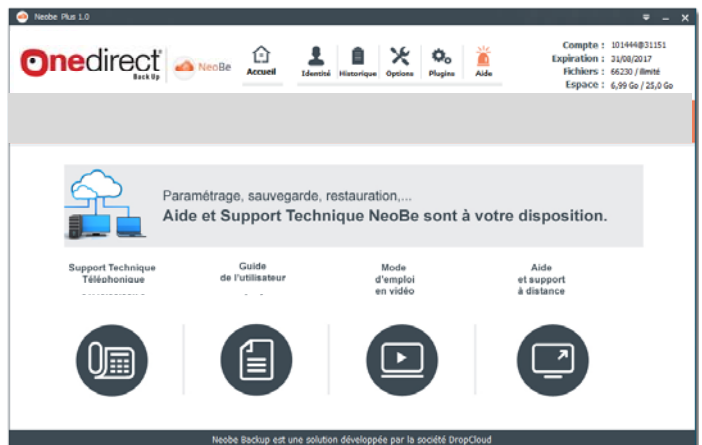 Neobe Plus 1.0
Onedirect
Back Up
NeoBe
Accueil
Identité
Historique
Options
Plugins
Aide
Compte : 101444@31151
Expiration : 31/08/2017
Fichiers : 66230 / illimité
Espace : 6,99 Go / 25,0 Go
Paramétrage, sauvegarde, restauration,...
Aide et Support Technique NeoBe sont à votre disposition.
Support Technique
Téléphonique
Guide
de l'utilisateur
Mode
d'emploi
en vidéo
Aide
et support
à distance
Neobe Backup est une solution développée par la société DropCloud